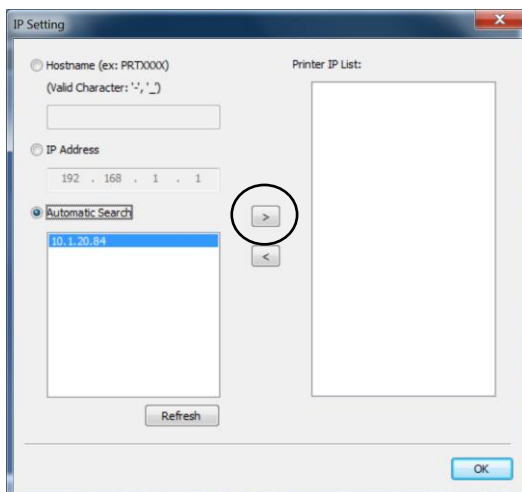 IP Setting
X
Hostname (ex: PRTXXXX)
(Valid Character: '-', '_')
Printer IP List:
IP Address
192 . 168 . 1 . 1
Automatic Search
>
10.1.20.84
<
Refresh
OK